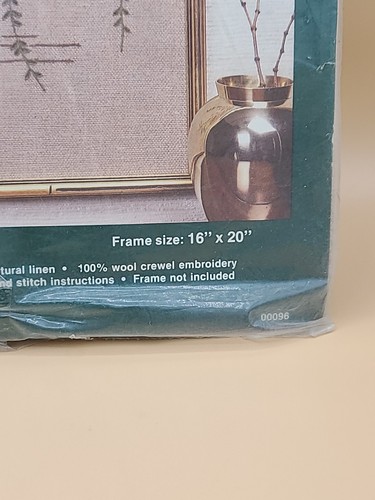 Frame size: 16" x 20"
tural linen • 100% wool crewel embroidery
nd stitch instructions • Frame not included
00096